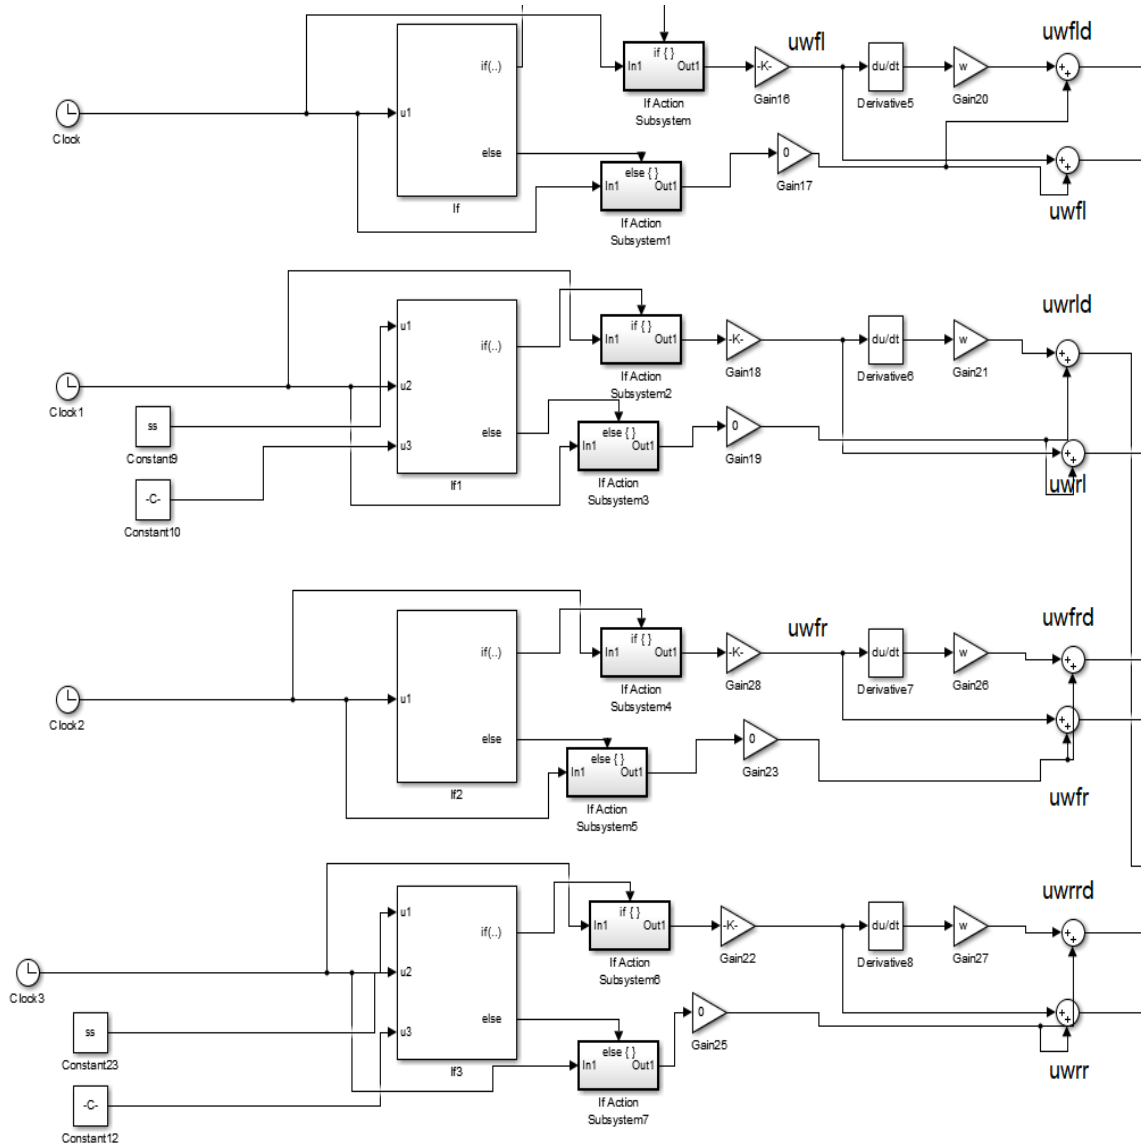 uwfl
uwfld
if { }
if(..)
In1
Out1
-K-
du/dt
w
+
+
Gain16
Derivative5
Gain20
If Action
Subsystem
Clock
u1
else
else { }
In1
Out1
0
Gain17
+
+
If
If Action
Subsystem1
uwfl
uwrld
u1
if(..)
if { }
In1
Out1
-K-
du/dt
w
+
+
Gain18
Derivative6
Gain21
If Action
Subsystem2
Clock1
u2
ss
Constant9
else
else { }
In1
Out1
0
Gain19
u3
+
+
If1
If Action
Subsystem3
uwrl
-C-
Constant10
uwfr
uwfrd
if { }
if(..)
In1
Out1
-K-
du/dt
w
+
+
Gain28
Derivative7
Gain26
If Action
Subsystem4
Clock2
u1
else
else { }
In1
Out1
0
Gain23
+
+
If2
If Action
Subsystem5
uwfr
uwrrd
u1
if(..)
if { }
In1
Out1
-K-
du/dt
w
+
+
Gain22
Derivative8
Gain27
If Action
Subsystem6
Clock3
u2
ss
Constant23
u3
else
else { }
In1
Out1
0
Gain25
+
+
If3
If Action
Subsystem7
uwrr
-C-
Constant12